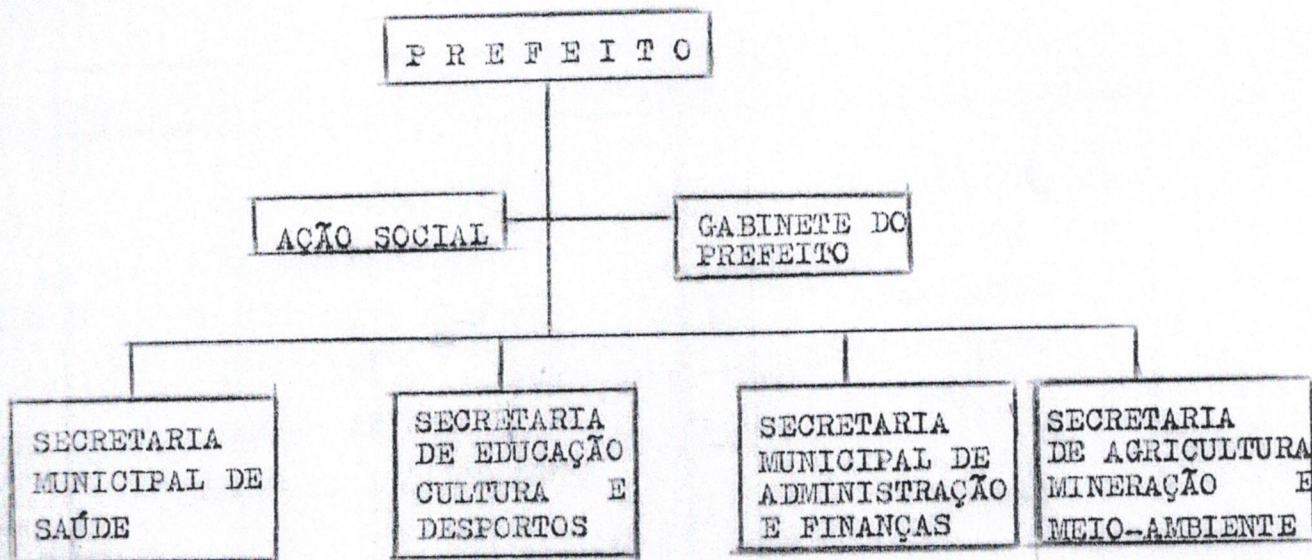 P R E F E I T O
AÇÃO SOCIAL
GABINETE DO
PREFEITO
SECRETARIA
MUNICIPAL DE
SAÚDE
SECRETARIA
DE EDUCAÇÃO
CULTURA E
DESPORTOS
SECRETARIA
MUNICIPAL DE
ADMINISTRAÇÃO
E FINANÇAS
SECRETARIA
DE AGRICULTURA
MINERAÇÃO E
MEIO-AMBIENTE